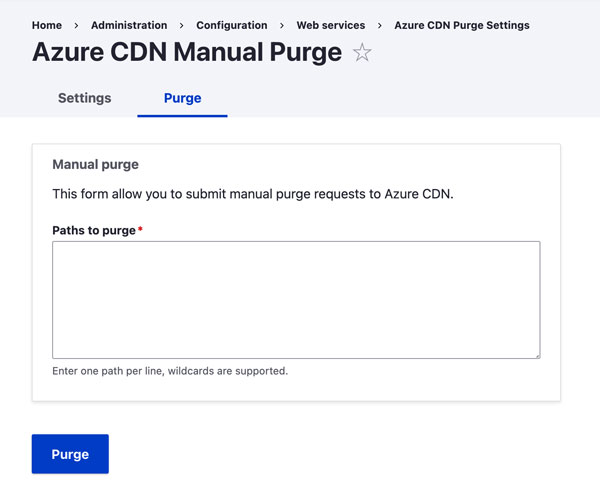 Home > Administration > Configuration > Web services > Azure CDN Purge Settings
Azure CDN Manual Purge
Settings Purge
Manual purge
This form allow you to submit manual purge requests to Azure CDN.
Paths to purge*
Enter one path per line, wildcards are supported.
Purge